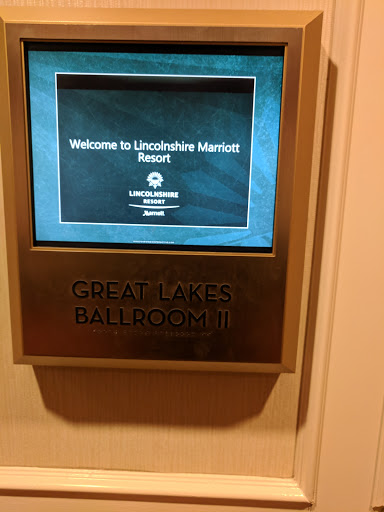 Welcome to Lincolnshire Marriott
Resort
LINCOLNSHIRE
RESORT
Marriott
GREAT LAKES
BALLROOM II